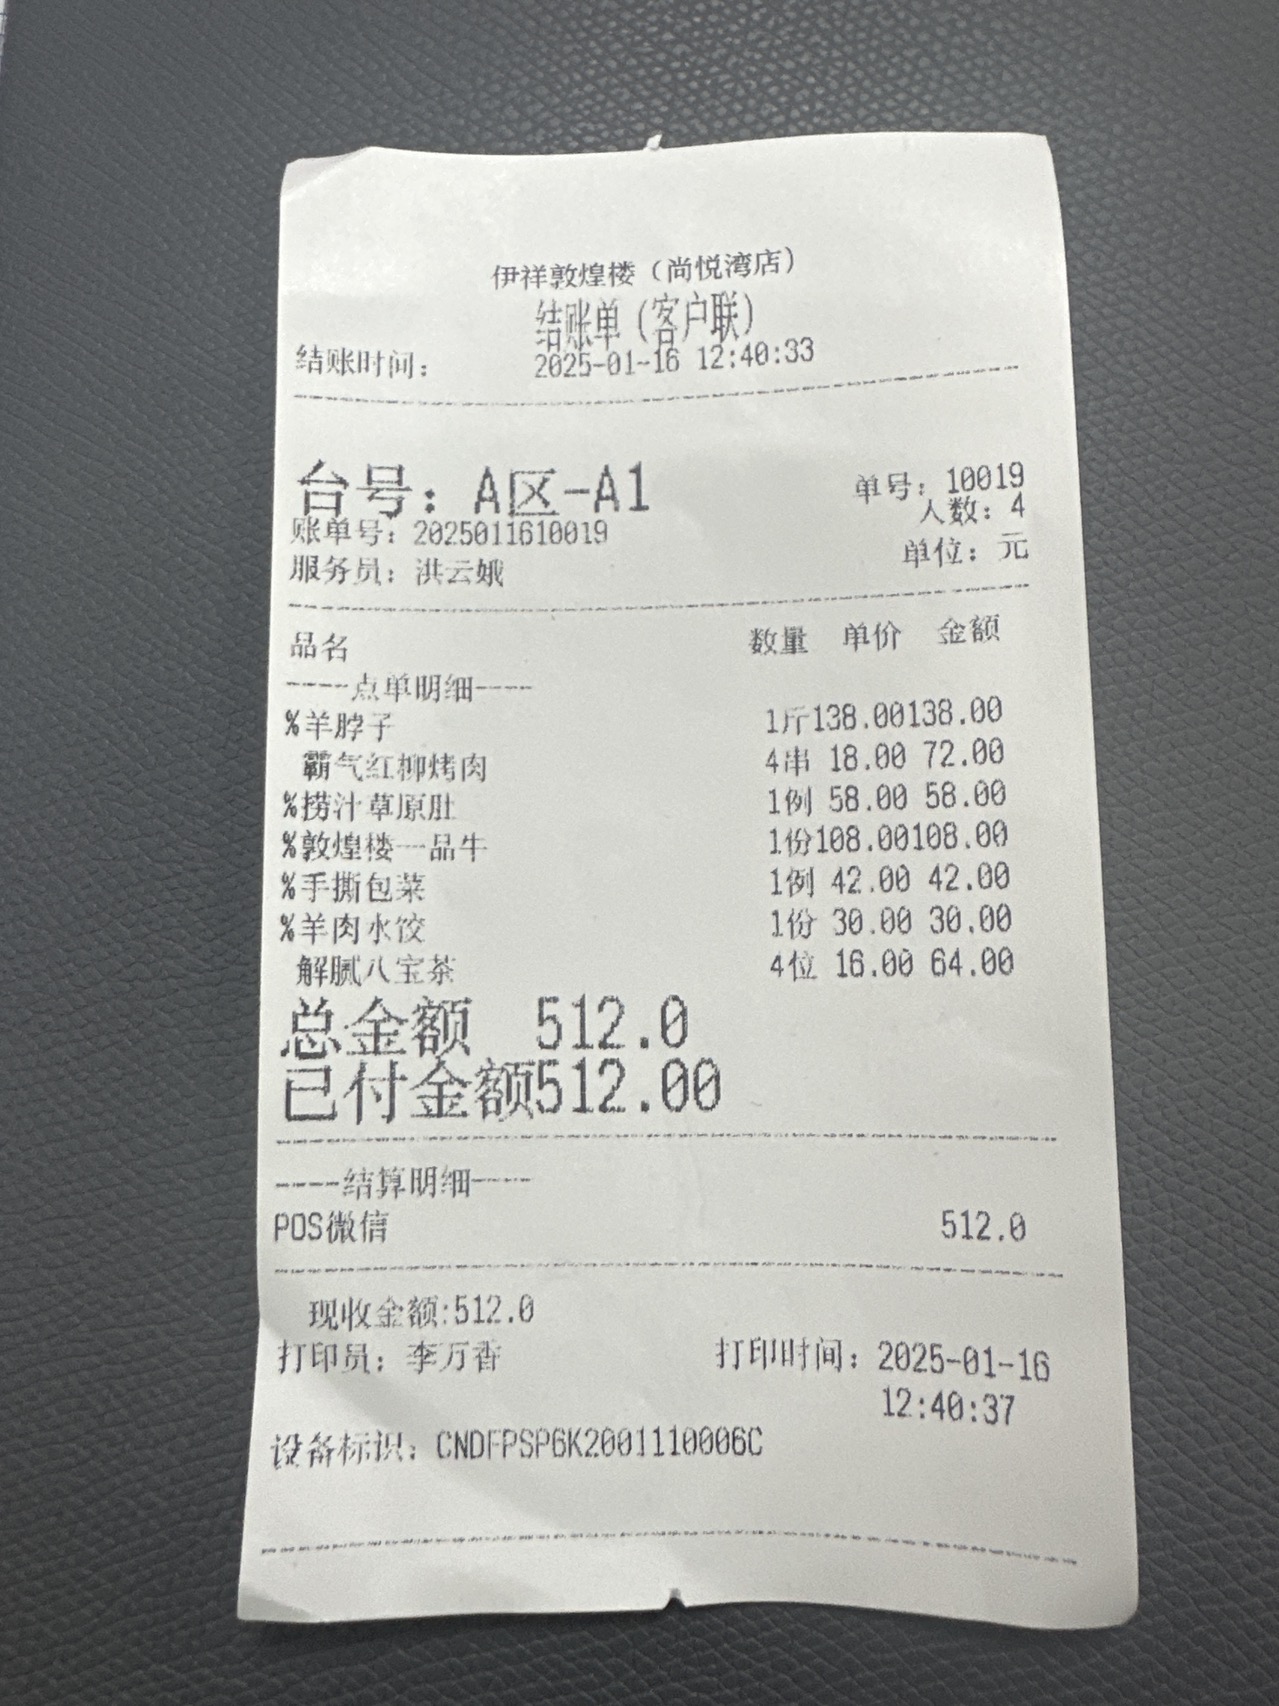 伊祥敦煌楼（尚悦湾店）
结账单（客户联）
结账时间： 2025-01-16 12:40:33
台号：A区-A1 单号：10019
人数：4
账单号：2025011610019
服务员：洪云娥 单位：元
品名 数量 单价 金额
----点单明细----
%羊脖子 1斤138.00138.00
霸气红柳烤肉 4串 18.00 72.00
%捞汁草原肚 1例 58.00 58.00
%敦煌楼一品牛 1份108.00108.00
%手撕包菜 1例 42.00 42.00
%羊肉水饺 1份 30.00 30.00
解腻八宝茶 4位 16.00 64.00
总金额 512.0
已付金额512.00
----结算明细----
POS微信 512.0
现收金额:512.0
打印员：李万香 打印时间：2025-01-16
12:40:37
设备标识：CNDFPSP6K2001110006C